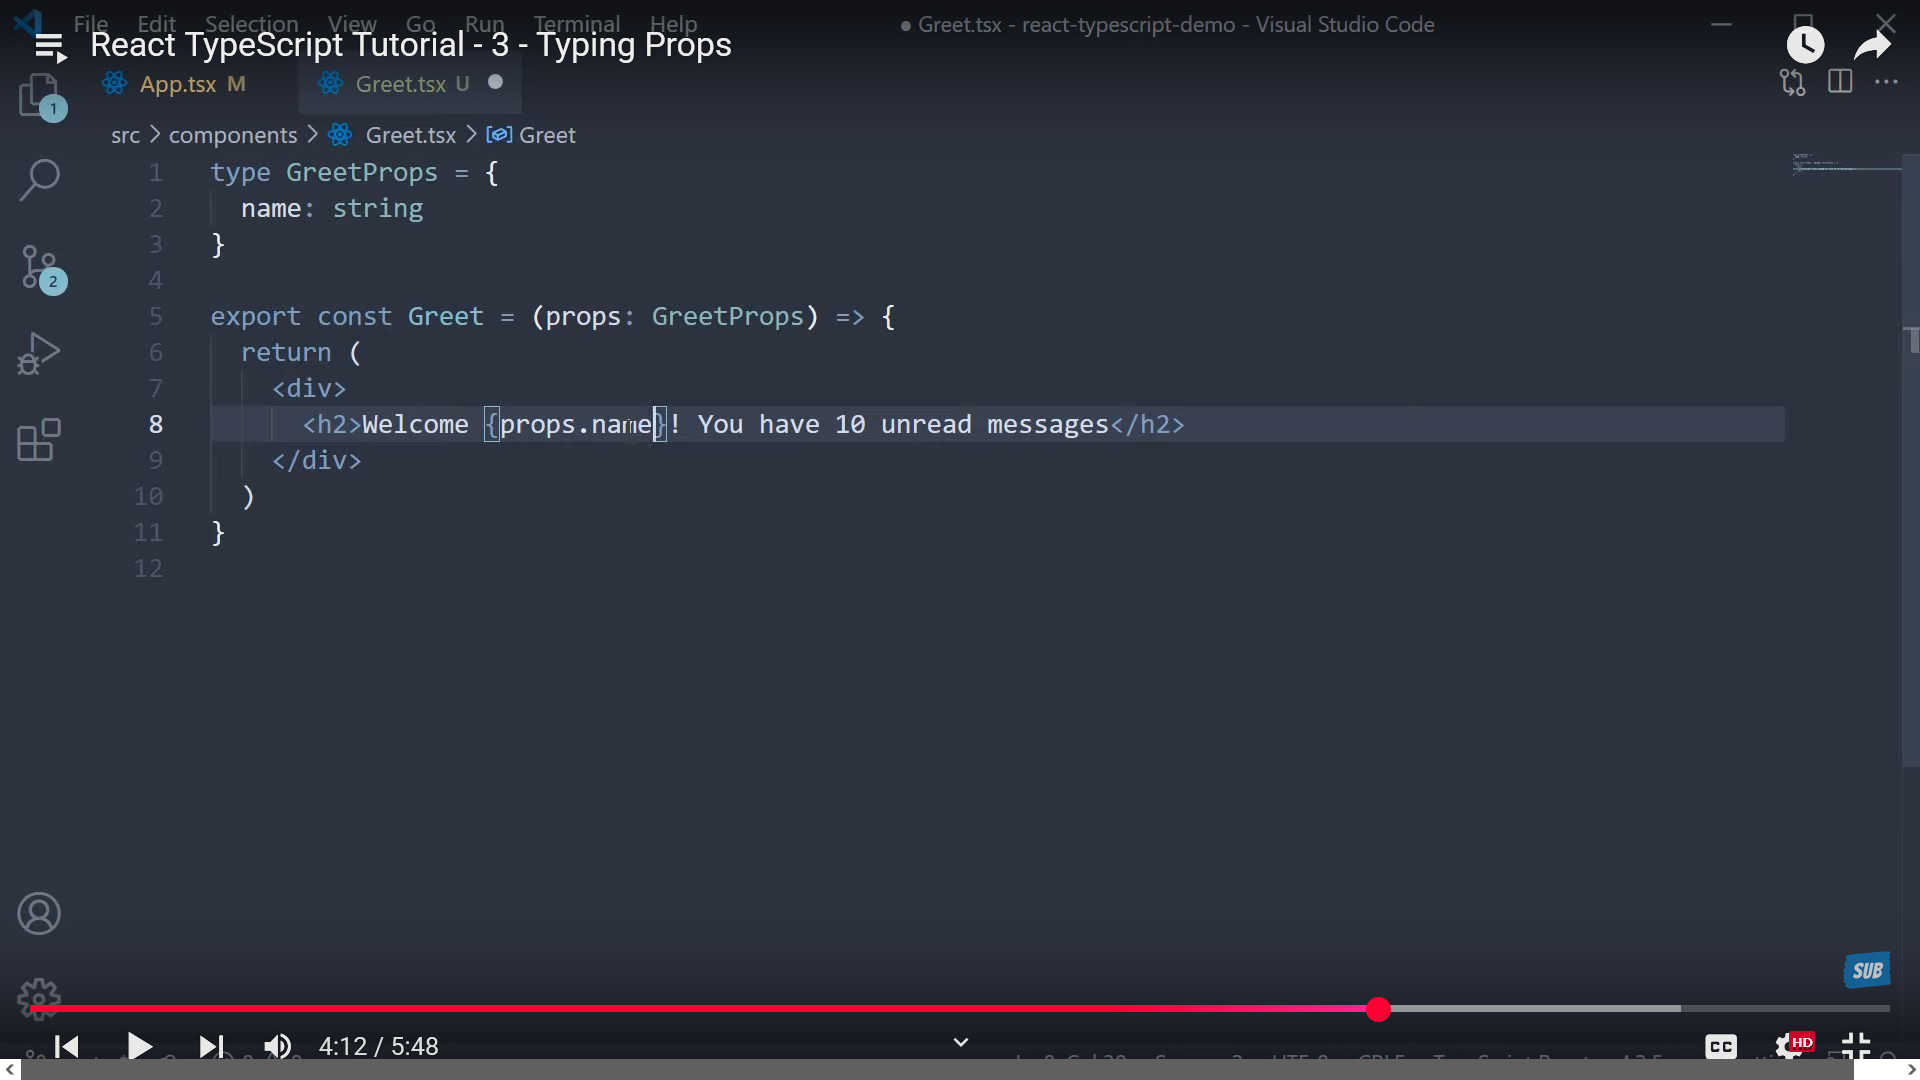 File Edit Selection View Go Run Terminal Help
● Greet.tsx - react-typescript-demo - Visual Studio Code
React TypeScript Tutorial - 3 - Typing Props
App.tsx M
Greet.tsx U
1
src > components > Greet.tsx > Greet
1 type GreetProps = {
2 name: string
3 }
4
5 export const Greet = (props: GreetProps) => {
6 return (
7 <div>
8 <h2>Welcome {props.name}! You have 10 unread messages</h2>
9 </div>
10 )
11 }
12
2
SUB
4:12 / 5:48
CC
HD